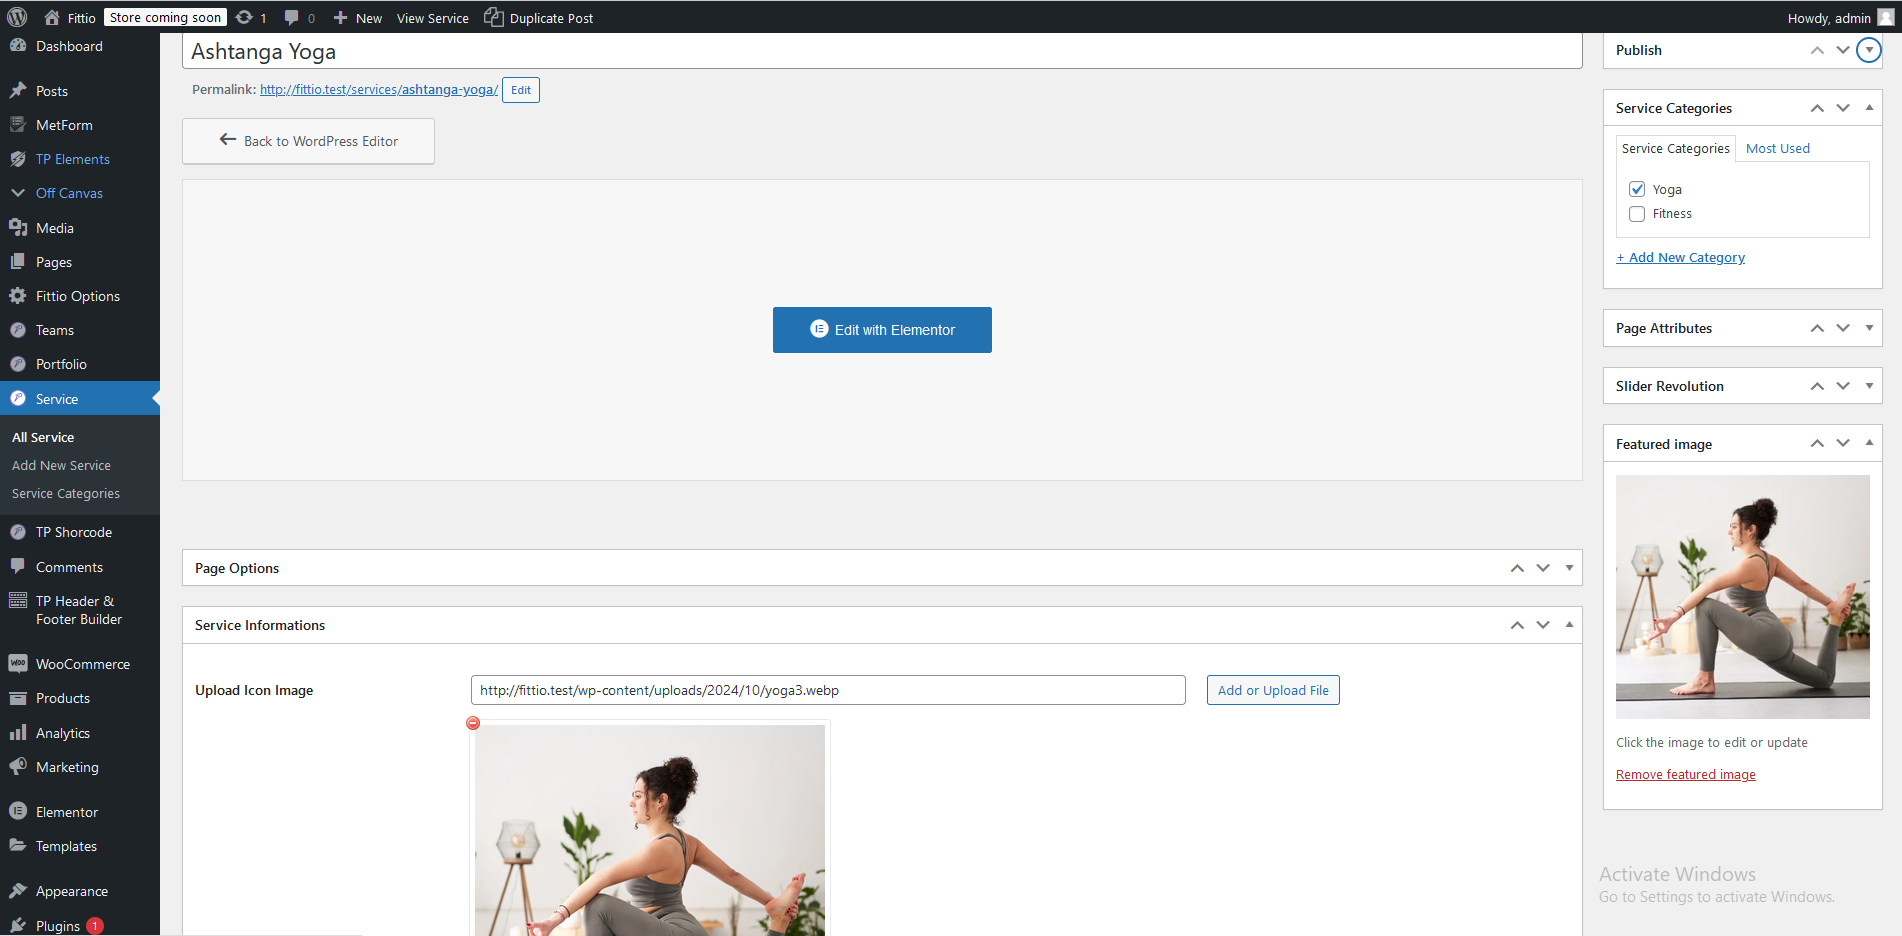 Fittio
Store coming soon
1
0
New
View Service
Duplicate Post
Howdy, admin
Dashboard
Posts
MetForm
TP Elements
Off Canvas
Media
Pages
Fittio Options
Teams
Portfolio
Service
All Service
Add New Service
Service Categories
TP Shorcode
Comments
TP Header &
Footer Builder
WooCommerce
Products
Analytics
Marketing
Elementor
Templates
Appearance
Plugins 1
Ashtanga Yoga
Permalink: http://fittio.test/services/ashtanga-yoga/ Edit
Back to WordPress Editor
Edit with Elementor
Page Options
Service Informations
Upload Icon Image
http://fittio.test/wp-content/uploads/2024/10/yoga3.webp
Add or Upload File
Publish
Service Categories
Service Categories
Most Used
Yoga
Fitness
+ Add New Category
Page Attributes
Slider Revolution
Featured image
Click the image to edit or update
Remove featured image
Activate Windows
Go to Settings to activate Windows.